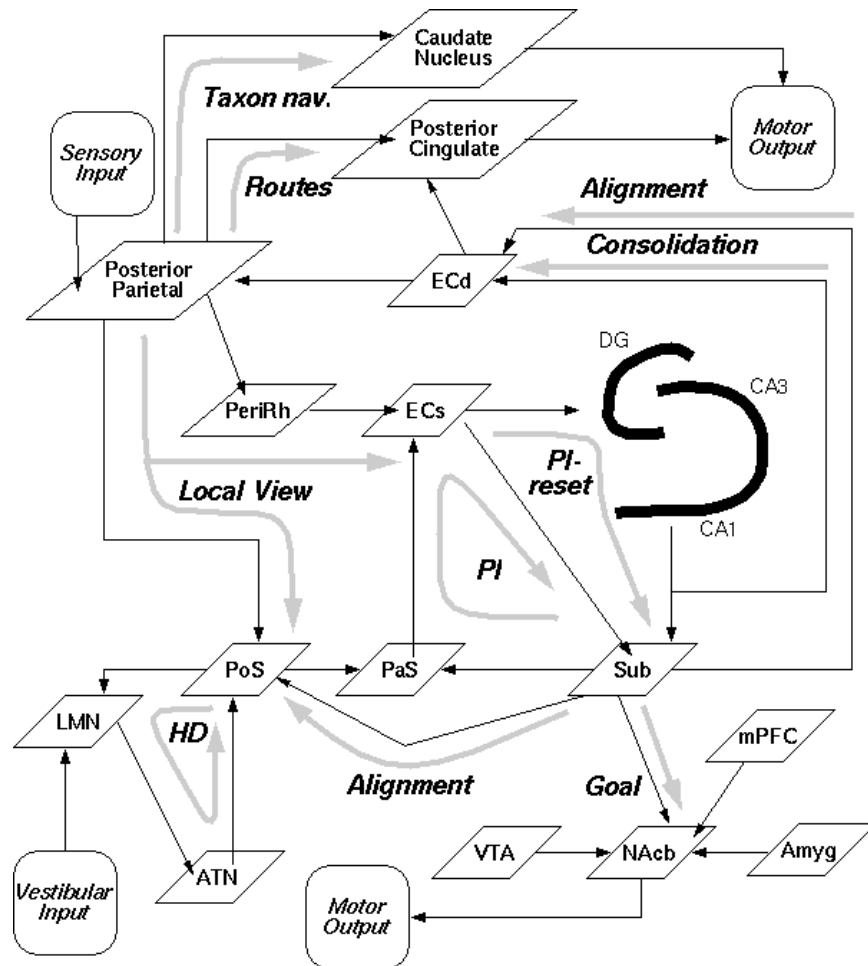 Caudate
Nucleus
Taxon nav.
Posterior
Cingulate
Motor
Output
Sensory
Input
Routes
Alignment
Consolidation
Posterior
Parietal
ECd
DG
CA3
PeriRh
ECs
PI-
reset
Local View
CA1
PI
PoS
PaS
Sub
LMN
HD
mPFC
Alignment
Goal
VTA
NAcb
Amyg
ATN
Vestibular
Input
Motor
Output